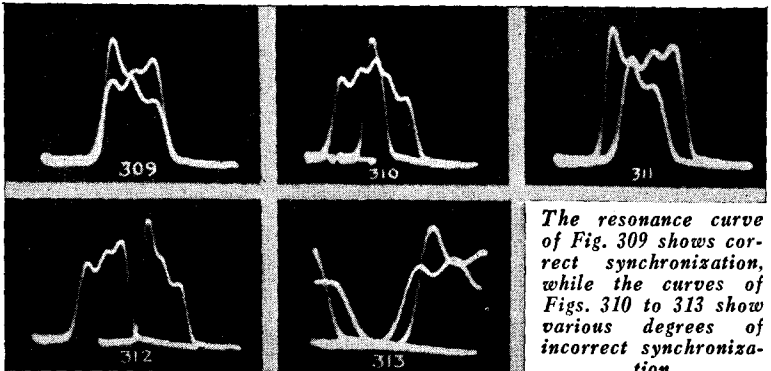 309
310
311
312
313
The resonance curve
of Fig. 309 shows cor-
rect synchronization,
while the curves of
Figs. 310 to 313 show
various degrees of
incorrect synchroniza-
tion